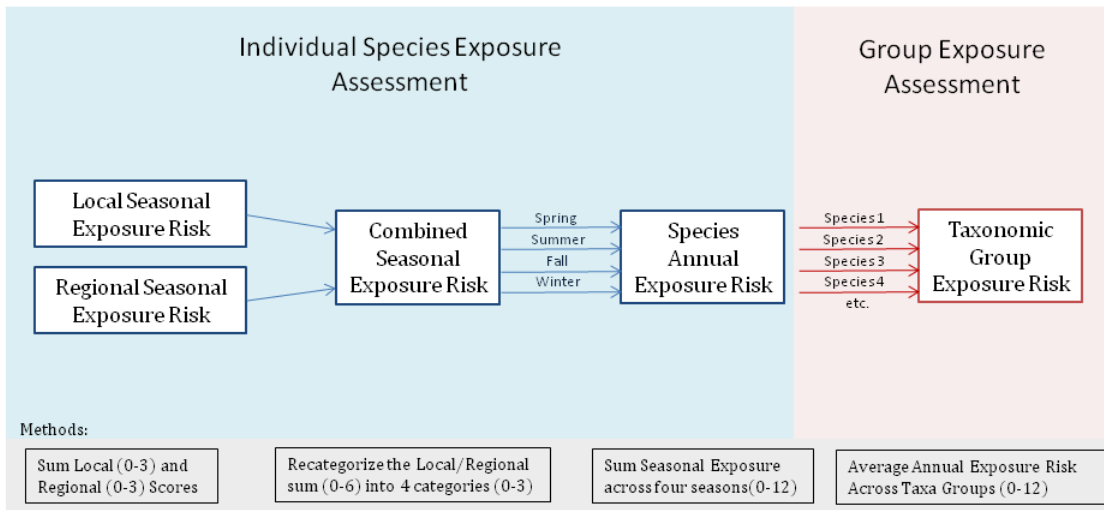 Individual Species Exposure
Assessment
Group Exposure
Assessment
Local Seasonal
Exposure Risk
Regional Seasonal
Exposure Risk
Combined
Seasonal
Exposure Risk
Spring
Summer
Fall
Winter
Species
Annual
Exposure Risk
Species 1
Species 2
Species 3
Species 4
etc.
Taxonomic
Group
Exposure Risk
Methods:
Sum Local (0-3) and
Regional (0-3) Scores
Recategorize the Local/Regional
sum (0-6) into 4 categories (0-3)
Sum Seasonal Exposure
across four seasons(0-12)
Average Annual Exposure Risk
Across Taxa Groups (0-12)